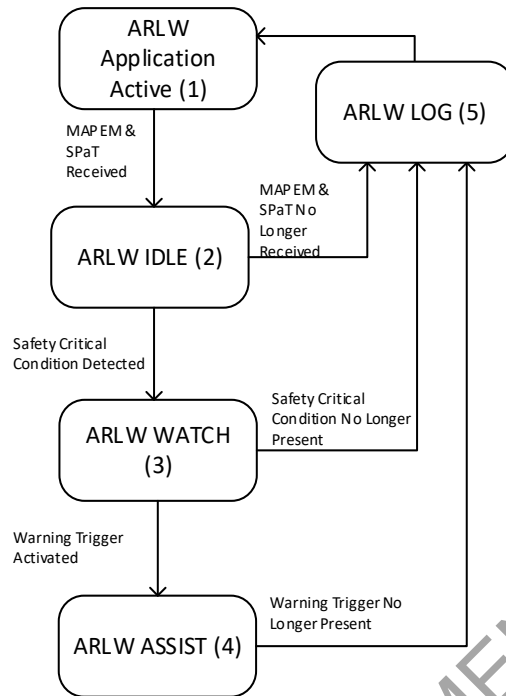 ARLW
Application
Active (1)
ARLW LOG (5)
MAPEM &
SPaT
Received
MAPEM &
SPaT No
Longer
Received
ARLW IDLE (2)
Safety Critical
Condition Detected
ARLW WATCH
(3)
Safety Critical
Condition No Longer
Present
Warning Trigger
Activated
ARLW ASSIST (4)
Warning Trigger No
Longer Present
MEN